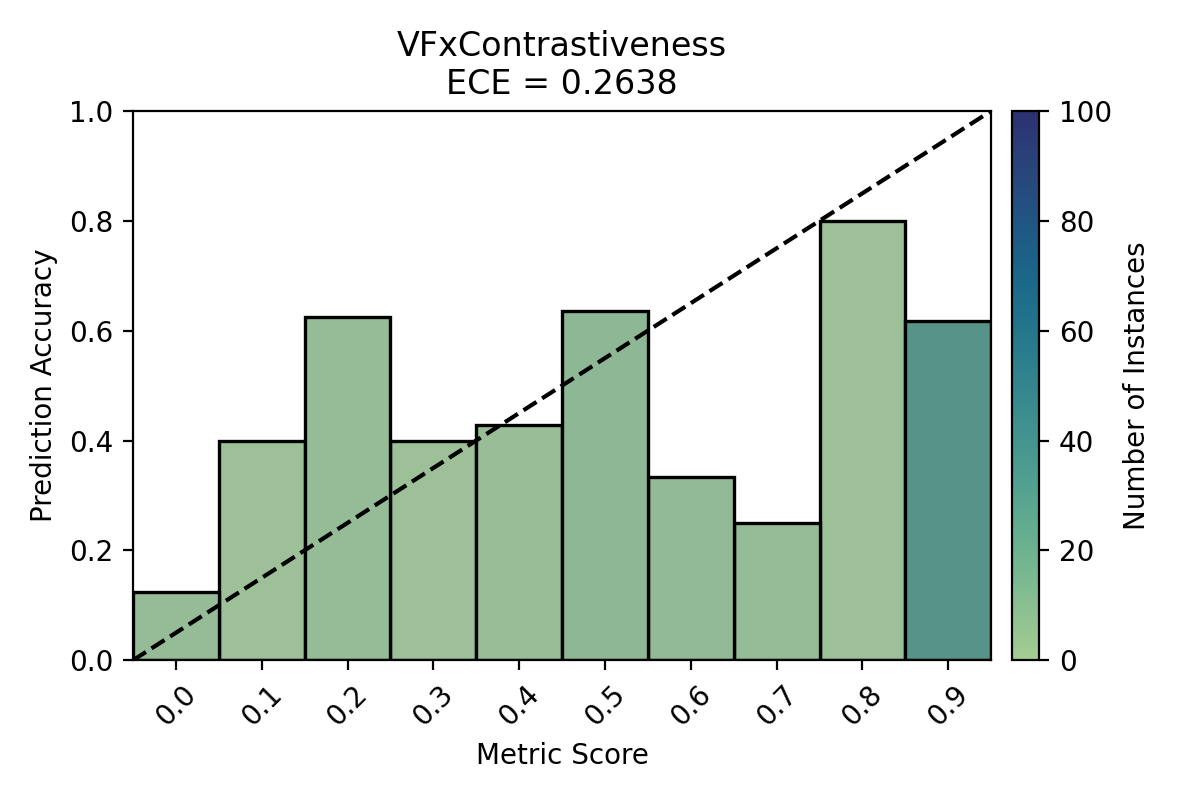 VFxContrastiveness
ECE = 0.2638
1.0
0.8
0.6
0.4
0.2
0.0
Prediction Accuracy
0.0 0.1 0.2 0.3 0.4 0.5 0.6 0.7 0.8 0.9
Metric Score
100
80
60
40
20
0
Number of Instances